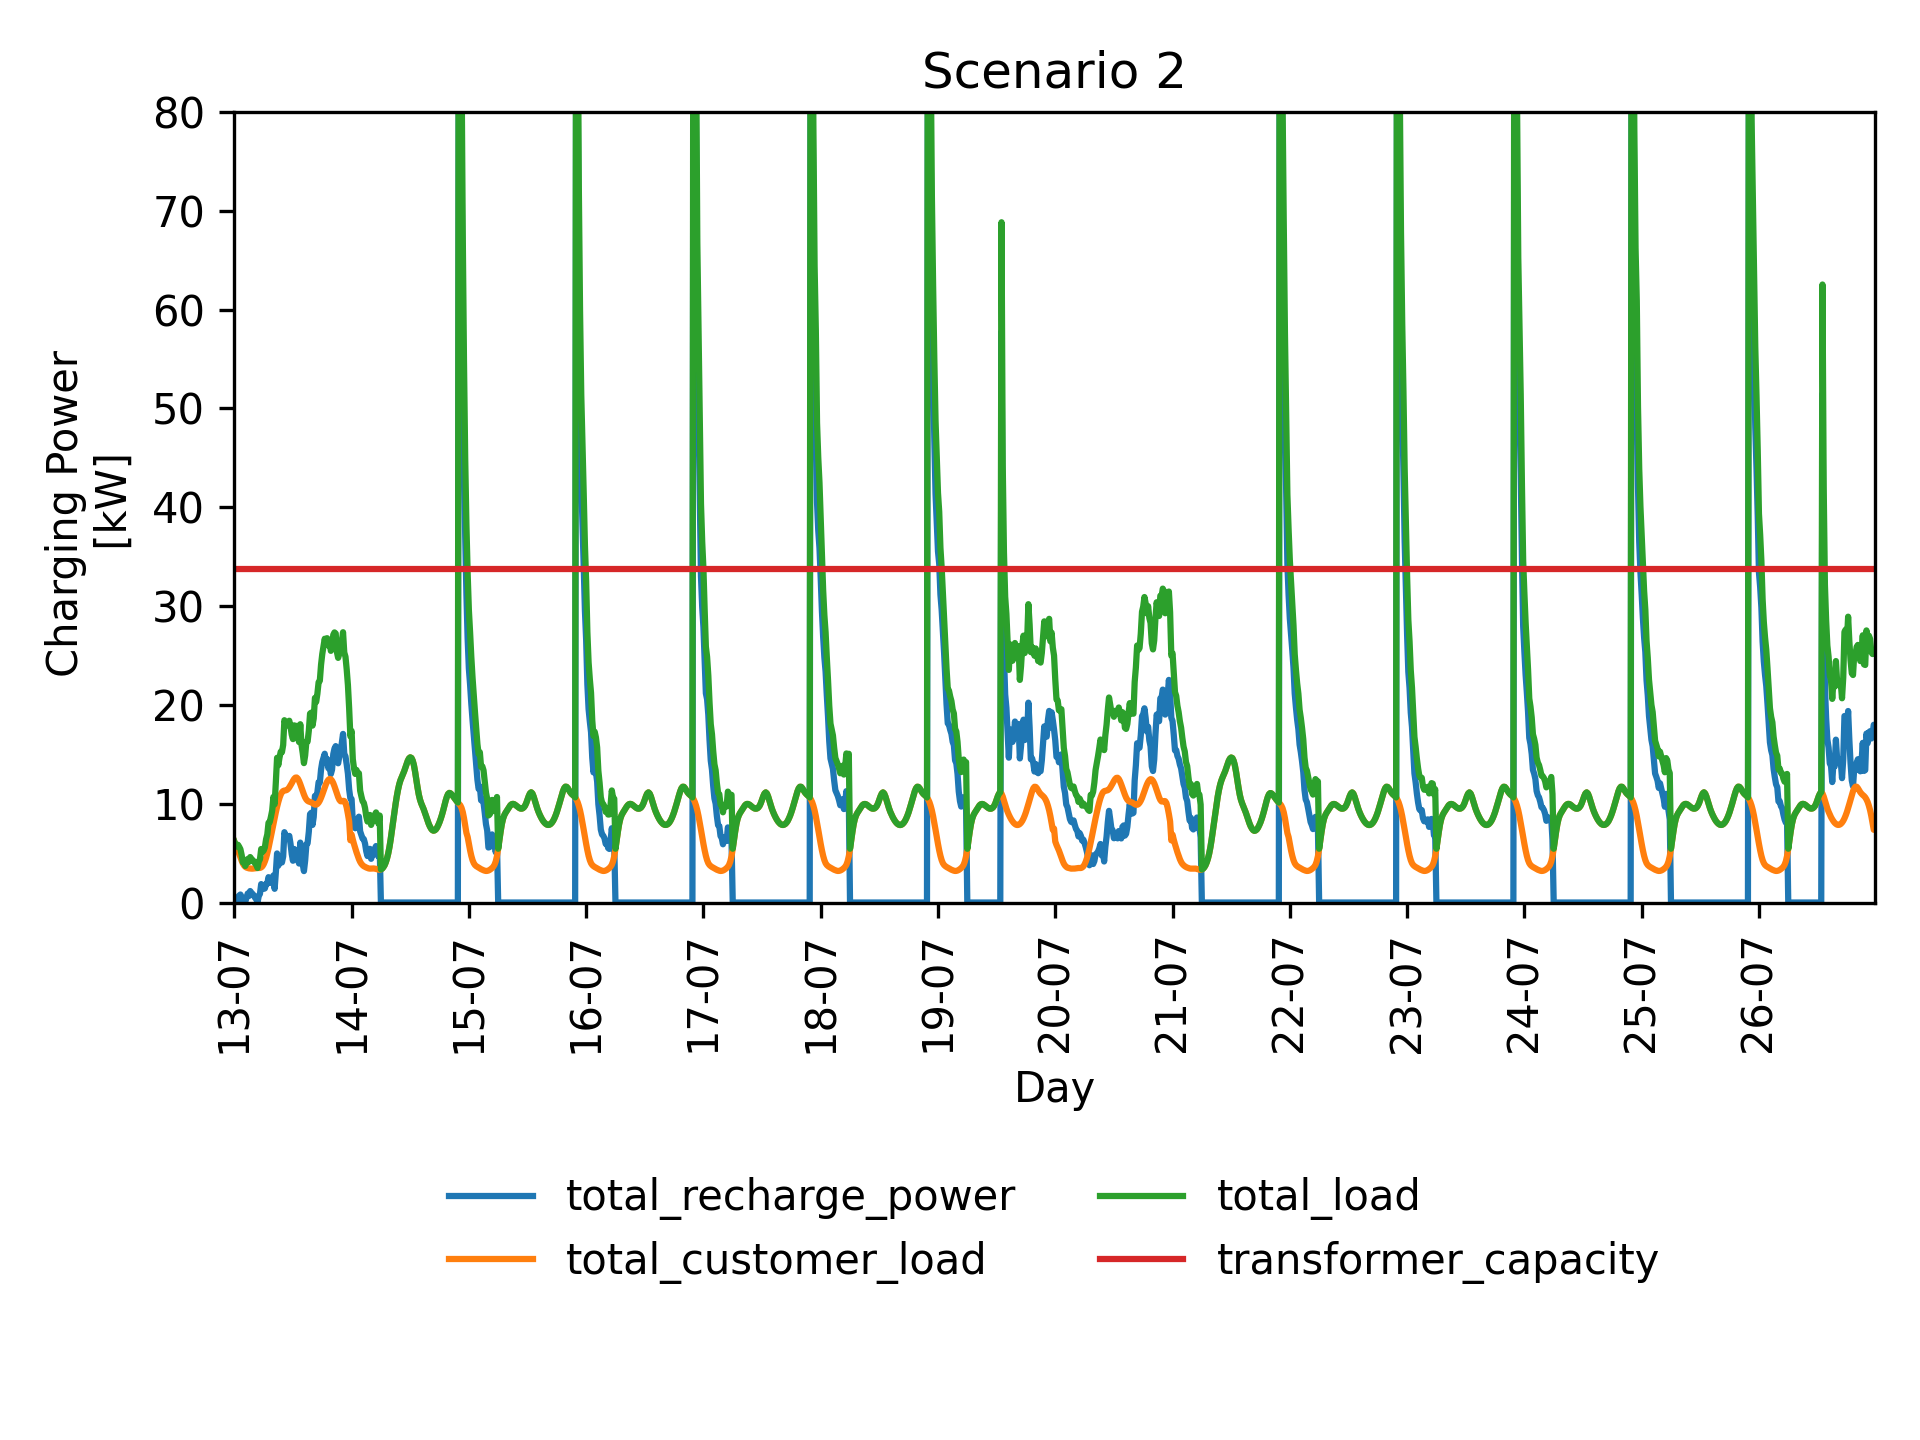 Scenario 2
80
70
60
50
40
30
20
10
0
Charging Power
[kW]
13-07
14-07
15-07
16-07
17-07
18-07
19-07
20-07
21-07
22-07
23-07
24-07
25-07
26-07
Day
total_recharge_power
total_customer_load
total_load
transformer_capacity